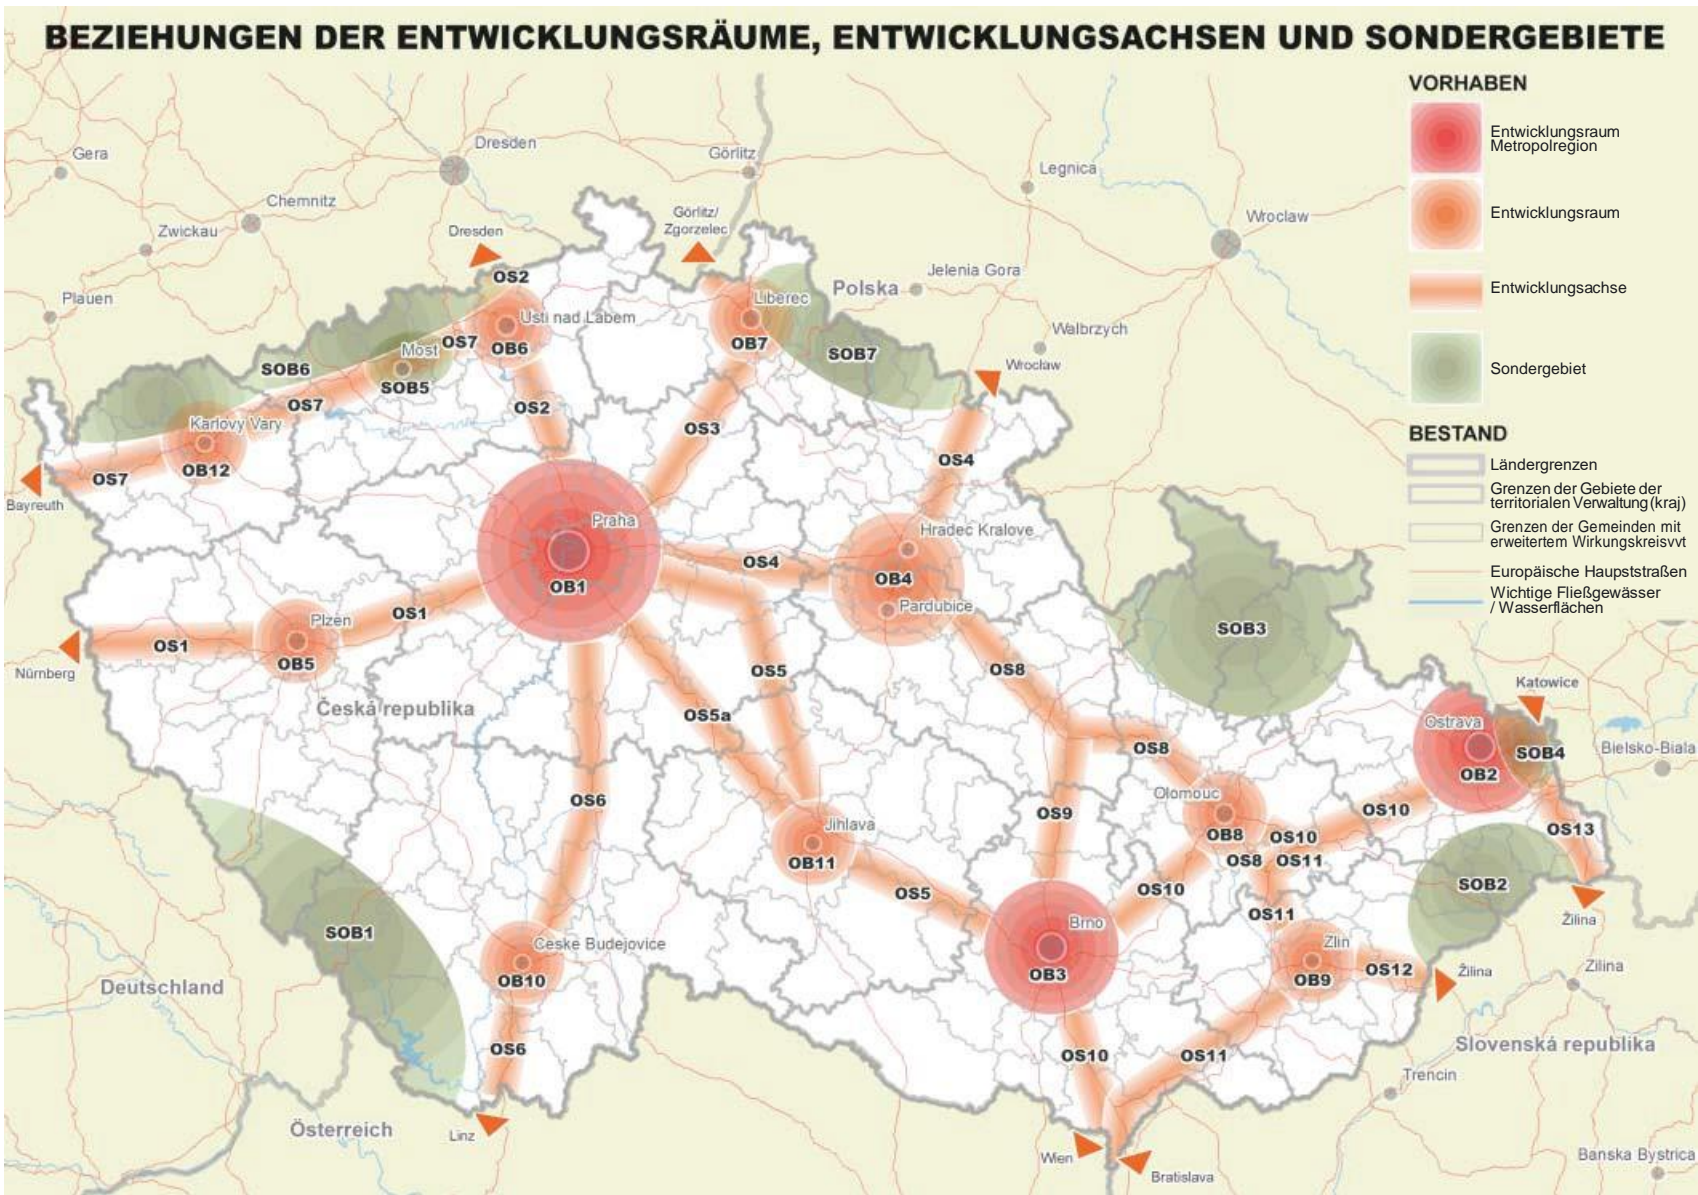 BEZIEHUNGEN DER ENTWICKLUNGSRÄUME, ENTWICKLUNGSACHSEN UND SONDERGEBIETE
VORHABEN
Entwicklungsraum
Metropolregion
Entwicklungsraum
Entwicklungsachse
Sondergebiet
BESTAND
Ländergrenzen
Grenzen der Gebiete der
territorialen Verwaltung (kraj)
Grenzen der Gemeinden mit
erweitertem Wirkungskreisvvt
Europäische Haupststraßen
Wichtige Fließgewässer
/ Wasserflächen
Dresden
Gera
Görlitz
Legnica
Chemnitz
Görlitz/
Zgorzelec
Wroclaw
Zwickau
Dresden
Jelenia Gora
OS2
Polska
Plauen
Liberec
Usti nad Labem
Walbrzych
OS7
OB7
OB6
Most
SOB7
SOB6
Wrocław
SOB5
OS7
OS2
Karlovy Vary
OS3
OS4
OB12
OS7
Bayreuth
Praha
Hradec Kralove
OS4
OB4
OB1
Pardubice
OS1
Plzen
SOB3
OS1
OB5
Nürnberg
OS5
OS8
Katowice
Česká republika
OS5a
Ostrava
OS8
Bielsko-Biala
SOB4
OB2
Olomouc
OS6
OS9
OS10
Jihlava
OS13
OB8
OS10
OB11
OS8
OS11
SOB2
OS5
OS10
OS11
Žilina
Brno
SOB1
Zlin
Ceske Budejovice
Zilina
OS12
Žilina
OB3
OB10
OB9
Deutschland
Slovenská republika
OS6
OS10
OS11
Trencin
Österreich
Linz
Wien
Bratislava
Banska Bystrica